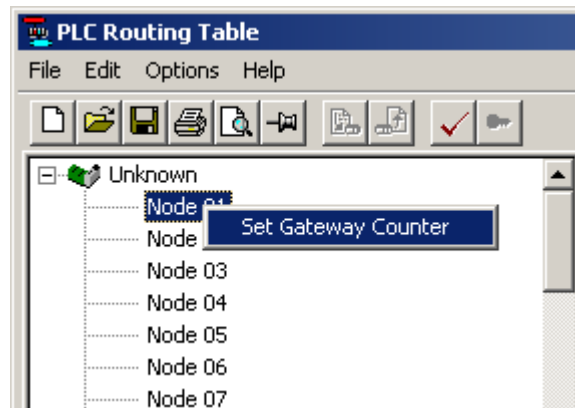 PLC Routing Table
File Edit Options Help
Unknown
Node 01
Set Gateway Counter
Node
Node 03
Node 04
Node 05
Node 06
Node 07